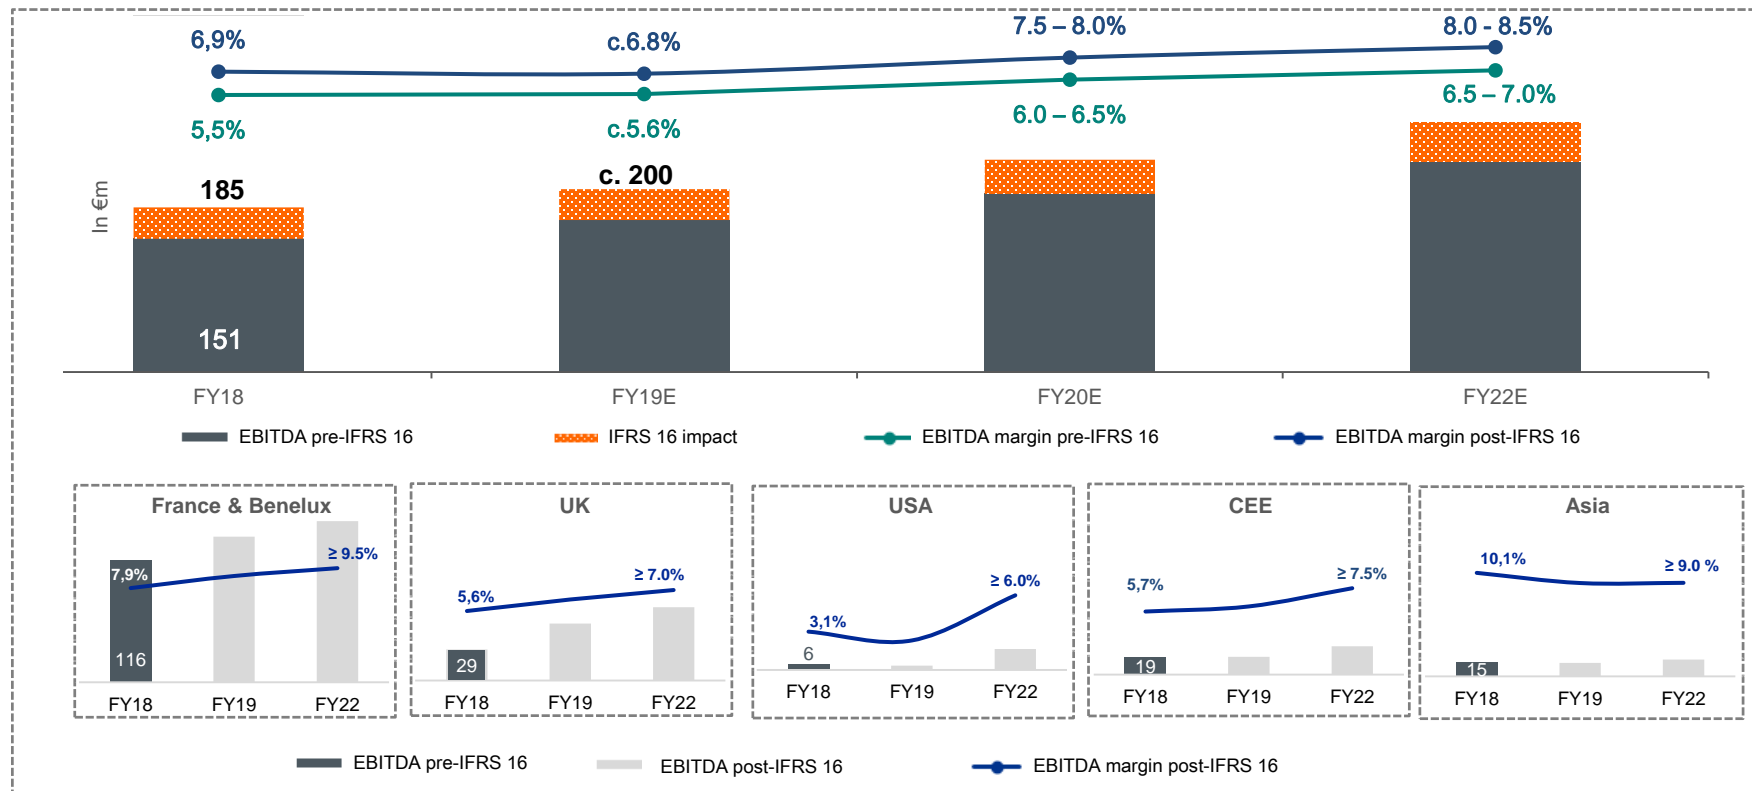 6,9%
c.6.8%
7.5 – 8.0%
8.0 - 8.5%
5,5%
c.5.6%
6.0 – 6.5%
6.5 – 7.0%
In €m
185
c. 200
151
FY18
FY19E
FY20E
FY22E
EBITDA pre-IFRS 16
IFRS 16 impact
EBITDA margin pre-IFRS 16
EBITDA margin post-IFRS 16
France & Benelux
7,9%
≥ 9.5%
116
FY18
FY19
FY22
UK
5,6%
≥ 7.0%
29
FY18
FY19
FY22
USA
3,1%
≥ 6.0%
6
FY18
FY19
FY22
CEE
5,7%
≥ 7.5%
19
FY18
FY19
FY22
Asia
10,1%
≥ 9.0 %
15
FY18
FY19
FY22
EBITDA pre-IFRS 16
EBITDA post-IFRS 16
EBITDA margin post-IFRS 16